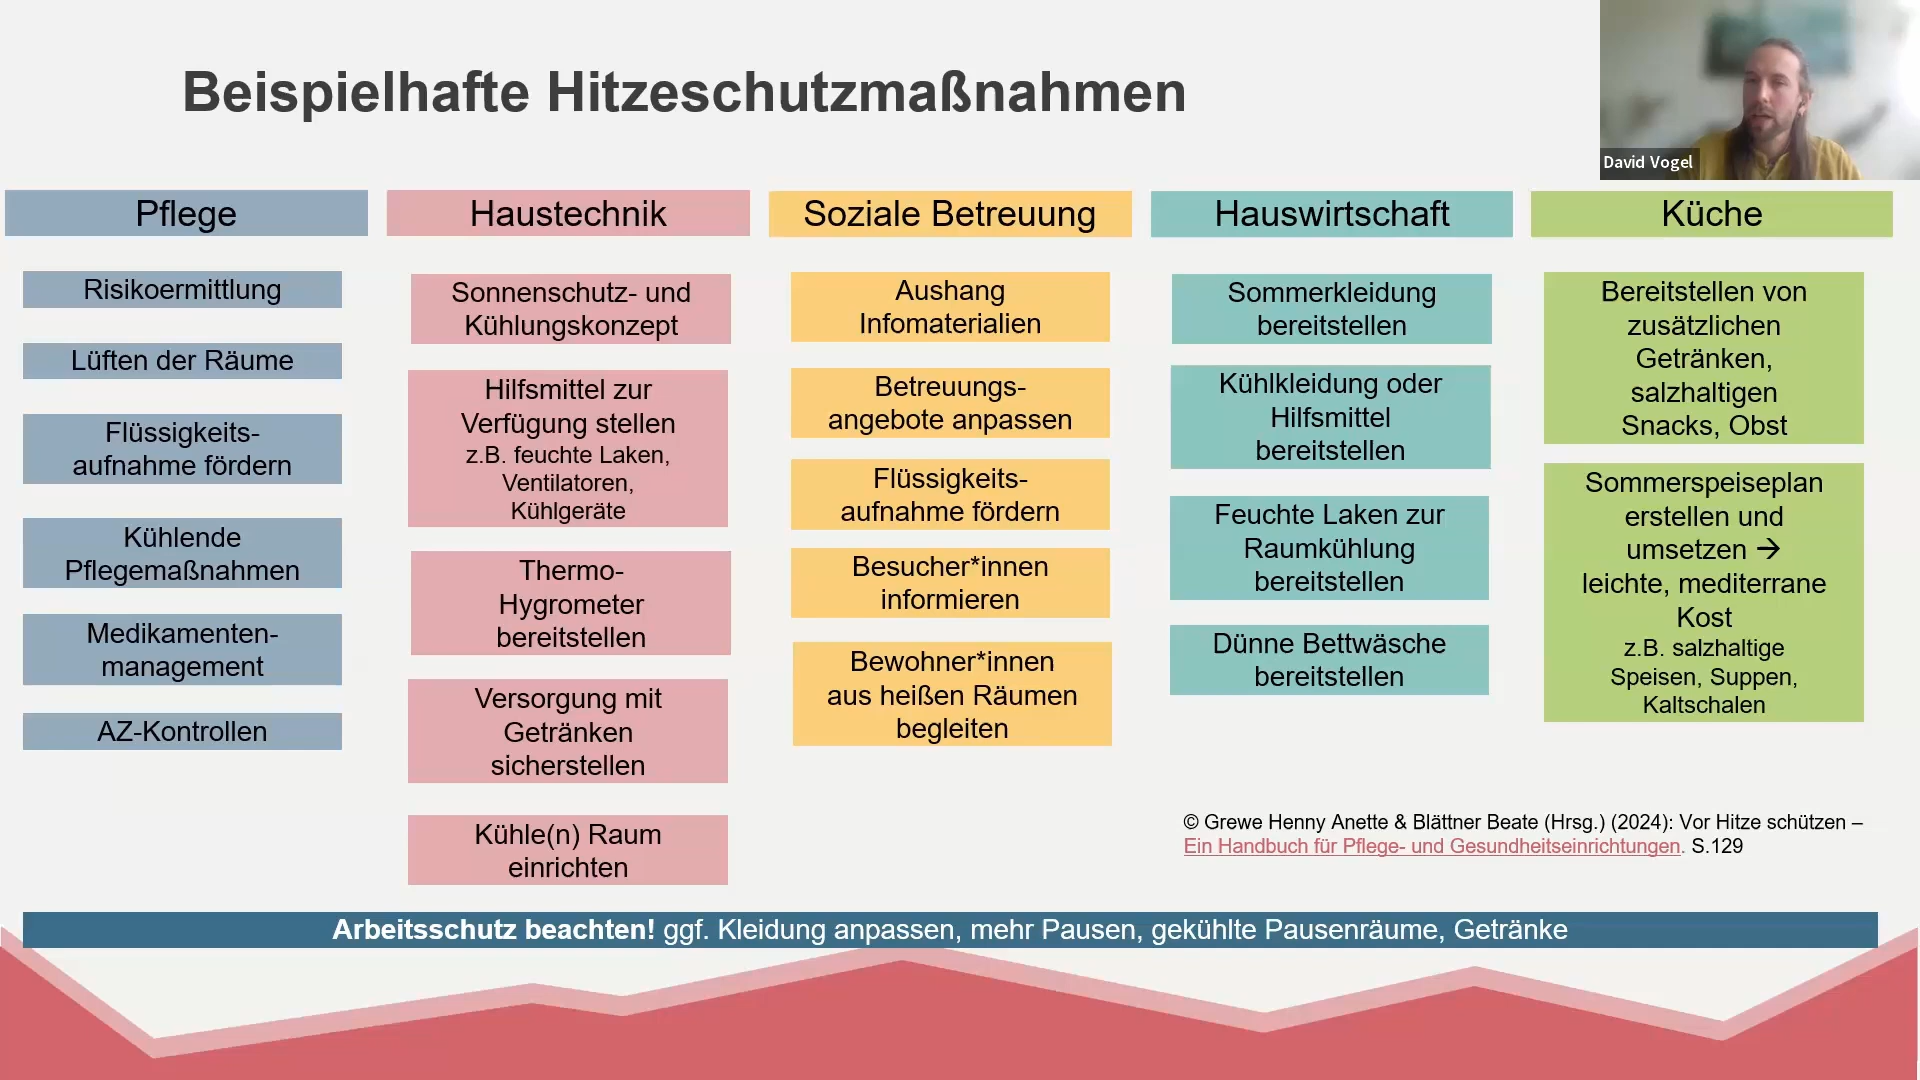 Beispielhafte Hitzeschutzmaßnahmen
David Vogel
Pflege
Risikoermittlung
Lüften der Räume
Flüssigkeits-
aufnahme fördern
Kühlende
Pflegemaßnahmen
Medikamenten-
management
AZ-Kontrollen
Haustechnik
Sonnenschutz- und
Kühlungskonzept
Hilfsmittel zur
Verfügung stellen
z.B. feuchte Laken,
Ventilatoren,
Kühlgeräte
Thermo-
Hygrometer
bereitstellen
Versorgung mit
Getränken
sicherstellen
Kühle(n) Raum
einrichten
Soziale Betreuung
Aushang
Infomaterialien
Betreuungs-
angebote anpassen
Flüssigkeits-
aufnahme fördern
Besucher*innen
informieren
Bewohner*innen
aus heißen Räumen
begleiten
Hauswirtschaft
Sommerkleidung
bereitstellen
Kühlkleidung oder
Hilfsmittel
bereitstellen
Feuchte Laken zur
Raumkühlung
bereitstellen
Dünne Bettwäsche
bereitstellen
Küche
Bereitstellen von
zusätzlichen
Getränken,
salzhaltigen
Snacks, Obst
Sommerspeiseplan
erstellen und
umsetzen →
leichte, mediterrane
Kost
z.B. salzhaltige
Speisen, Suppen,
Kaltschalen
© Grewe Henny Anette & Blättner Beate (Hrsg.) (2024): Vor Hitze schützen –
Ein Handbuch für Pflege- und Gesundheitseinrichtungen. S.129
Arbeitsschutz beachten! ggf. Kleidung anpassen, mehr Pausen, gekühlte Pausenräume, Getränke